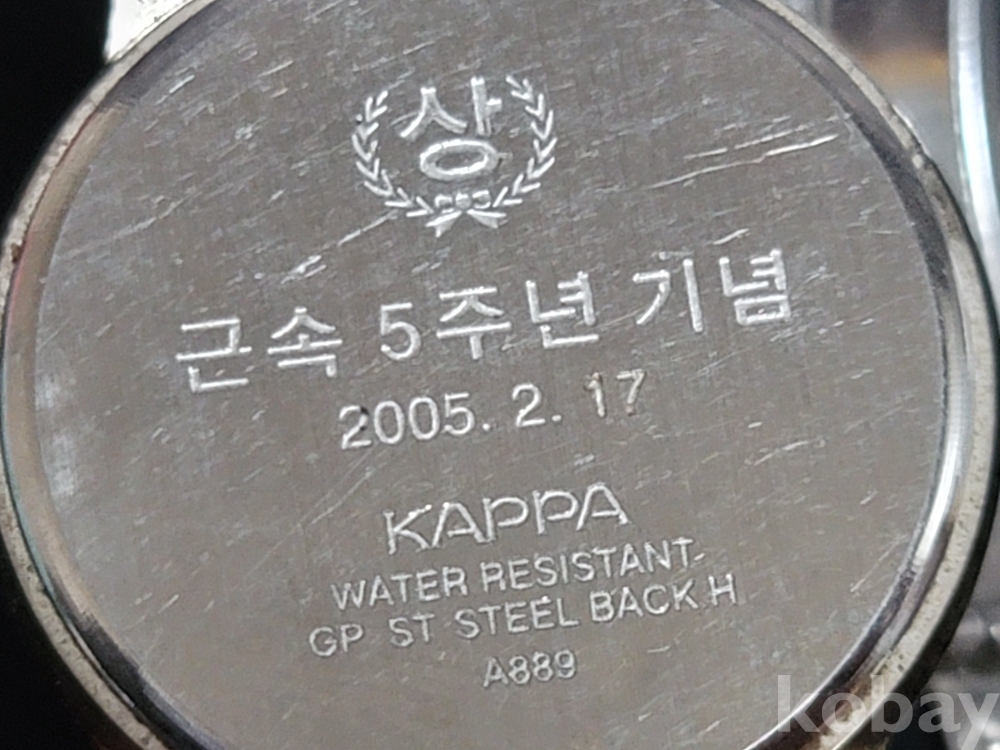 상
근속 5주년 기념
2005. 2. 17
KAPPA
WATER RESISTANT
GP ST STEEL BACK H
A889
kobay